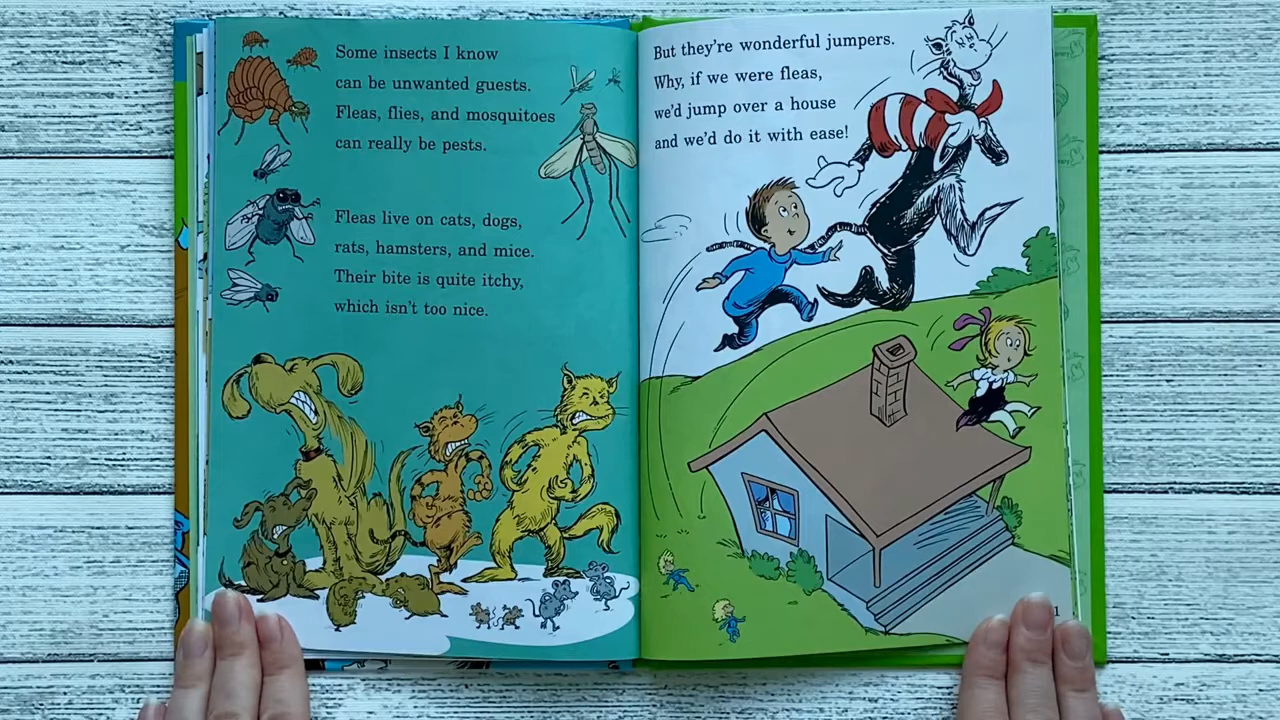 Some insects I know
can be unwanted guests.
Fleas, flies, and mosquitoes
can really be pests.
Fleas live on cats, dogs,
rats, hamsters, and mice.
Their bite is quite itchy,
which isn't too nice.
But they're wonderful jumpers.
Why, if we were fleas,
we'd jump over a house
and we'd do it with ease!